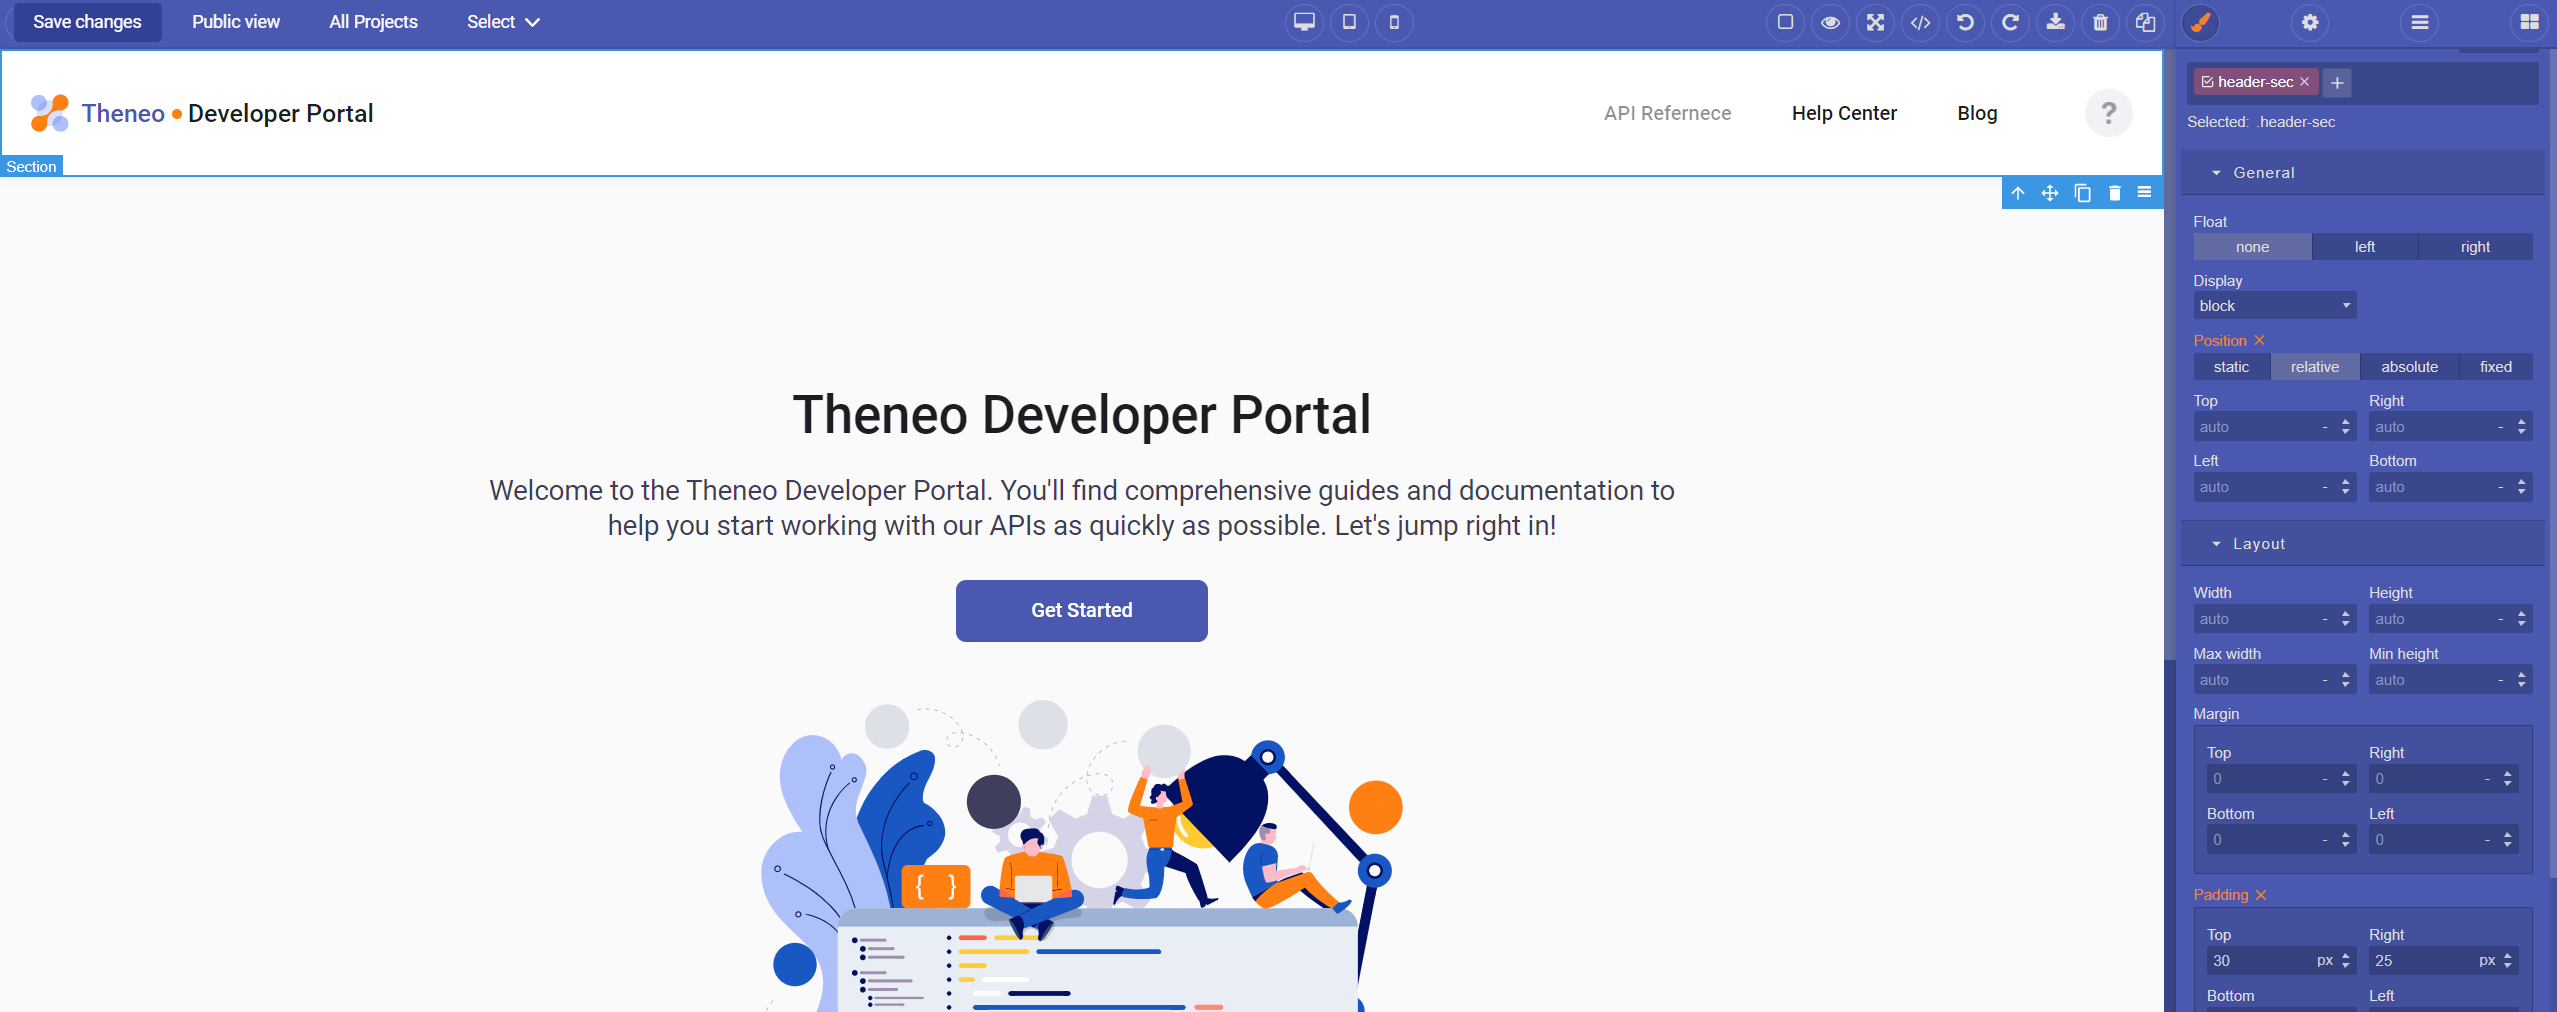 Save changes
Public view
All Projects
Select
header-sec
Selected: .header-sec
Theneo
Developer Portal
API Refernece
Help Center
Blog
?
Section
General
Float
none
left
right
Display
block
Position
static
relative
absolute
fixed
Top
Right
auto
-
auto
-
Left
Bottom
auto
-
auto
-
Theneo Developer Portal
Welcome to the Theneo Developer Portal. You'll find comprehensive guides and documentation to
help you start working with our APIs as quickly as possible. Let's jump right in!
Get Started
{ }
Layout
Width
Height
auto
-
auto
-
Max width
Min height
auto
-
auto
-
Margin
Top
Right
0
-
0
-
Bottom
Left
0
-
0
-
Padding
Top
Right
30
px
25
px
Bottom
Left